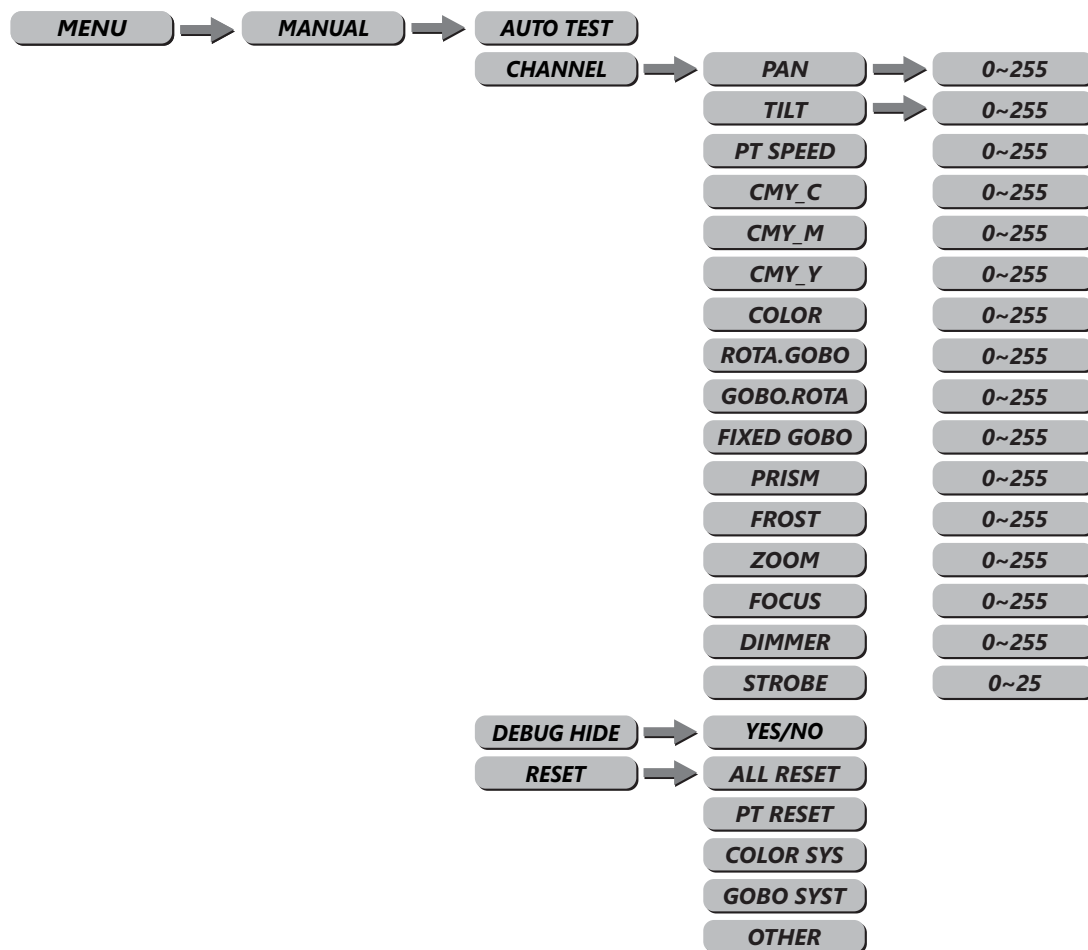 MENU MANUAL AUTO TEST
CHANNEL PAN 0~255
TILT 0~255
PT SPEED 0~255
CMY_C 0~255
CMY_M 0~255
CMY_Y 0~255
COLOR 0~255
ROTA.GOBO 0~255
GOBO.ROTA 0~255
FIXED GOBO 0~255
PRISM 0~255
FROST 0~255
ZOOM 0~255
FOCUS 0~255
DIMMER 0~255
STROBE 0~25
DEBUG HIDE YES/NO
RESET ALL RESET
PT RESET
COLOR SYS
GOBO SYST
OTHER